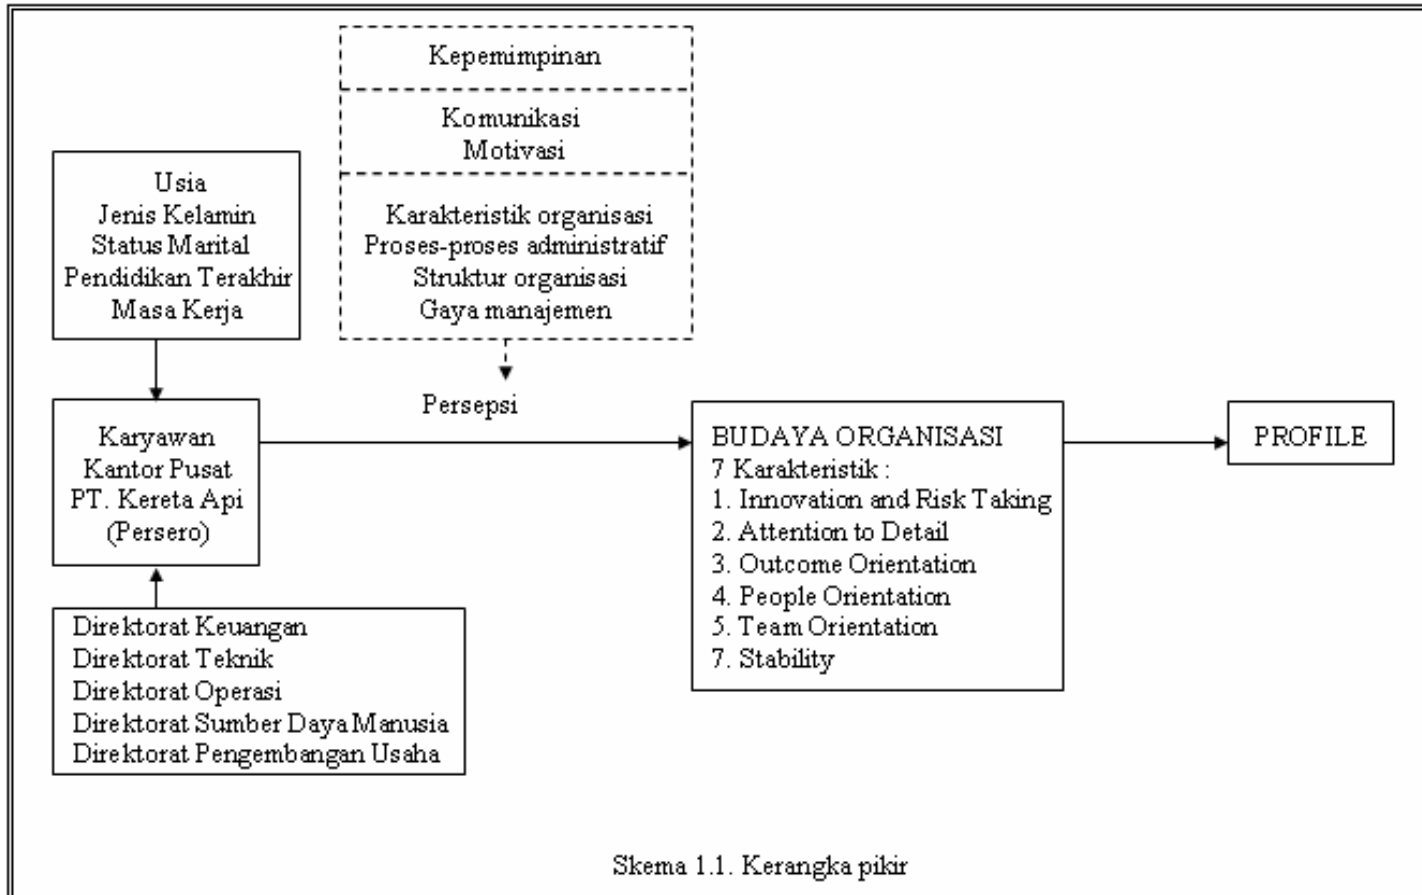 Kepemimpinan
Komunikasi
Motivasi
Karakteristik organisasi
Proses-proses administratif
Struktur organisasi
Gaya manajemen
Usia
Jenis Kelamin
Status Marital
Pendidikan Terakhir
Masa Kerja
Persepsi
Karyawan
Kantor Pusat
PT. Kereta Api
(Persero)
BUDAYA ORGANISASI
7 Karakteristik :
1. Innovation and Risk Taking
2. Attention to Detail
3. Outcome Orientation
4. People Orientation
5. Team Orientation
7. Stability
PROFILE
Direktorat Keuangan
Direktorat Teknik
Direktorat Operasi
Direktorat Sumber Daya Manusia
Direktorat Pengembangan Usaha
Skema 1.1. Kerangka pikir